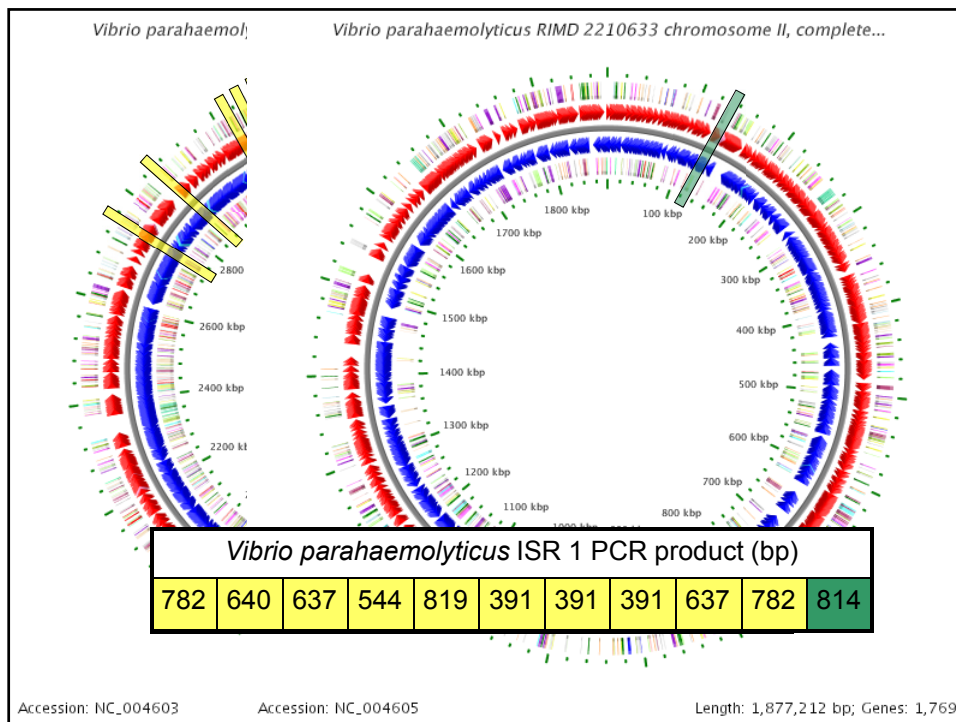 Vibrio parahaemoly
Vibrio parahaemolyticus RIMD 2210633 chromosome II, complete...
2800 kbp
2600 kbp
2400 kbp
2200 kbp
1800 kbp
100 kbp
1700 kbp
200 kbp
1600 kbp
300 kbp
1500 kbp
400 kbp
1400 kbp
500 kbp
1300 kbp
600 kbp
1200 kbp
700 kbp
1100 kbp
800 kbp
Vibrio parahaemolyticus ISR 1 PCR product (bp)
782 640 637 544 819 391 391 391 637 782 814
Accession: NC_004603
Accession: NC_004605
Length: 1,877,212 bp; Genes: 1,769